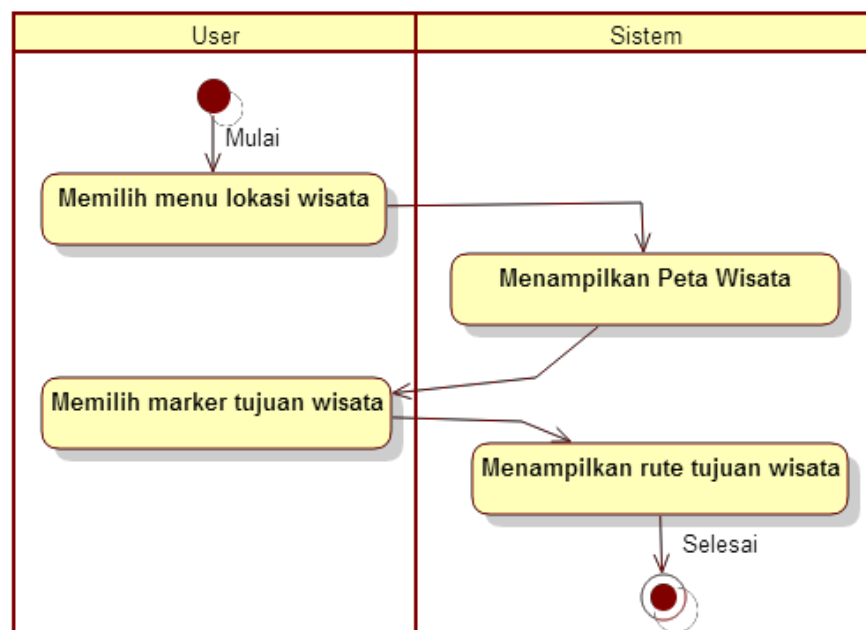 User
Sistem
Mulai
Memilih menu lokasi wisata
Menampilkan Peta Wisata
Memilih marker tujuan wisata
Menampilkan rute tujuan wisata
Selesai